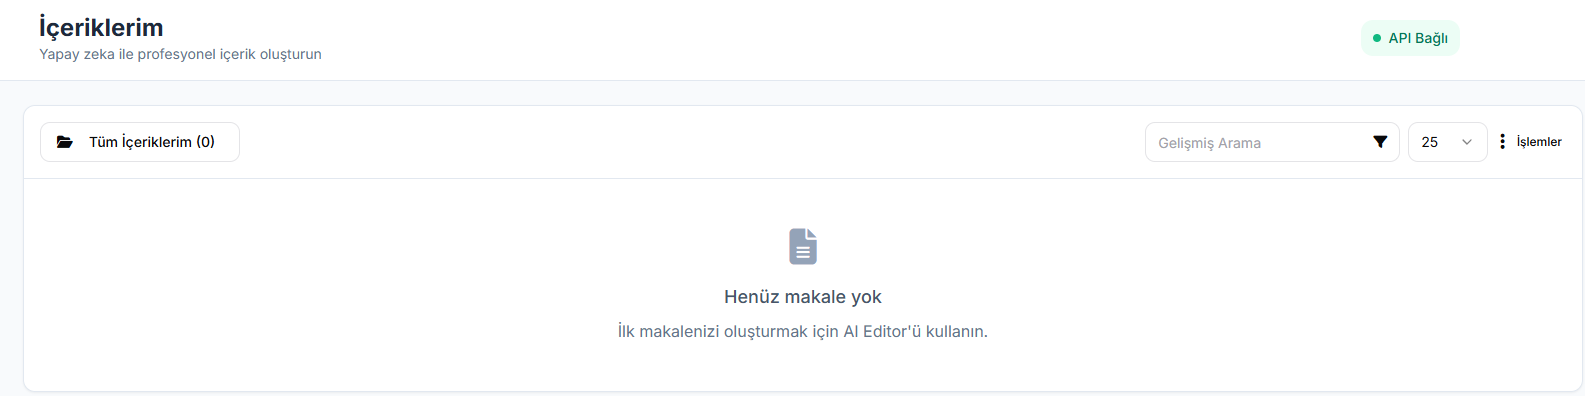 İçeriklerim
Yapay zeka ile profesyonel içerik oluşturun
API Bağlı
Tüm İçeriklerim (0)
Gelişmiş Arama
25
İşlemler
Henüz makale yok
İlk makalenizi oluşturmak için AI Editor'ü kullanın.